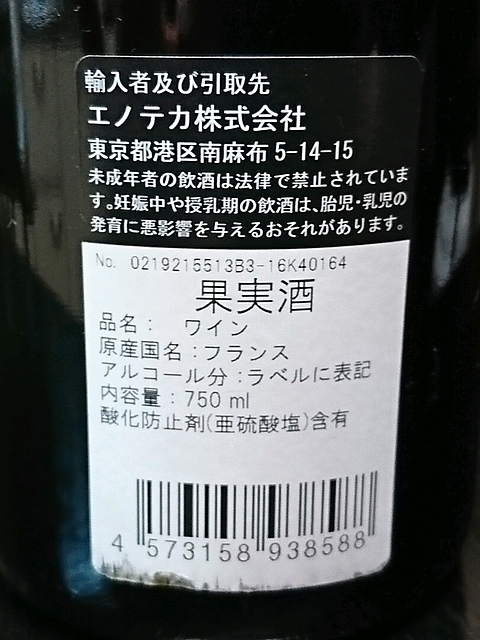 輸入者及び引取先
エノテカ株式会社
東京都港区南麻布 5-14-15
未成年者の飲酒は法律で禁止されていま
す。妊娠中や授乳期の飲酒は、胎児・乳児の
発育に悪影響を与えるおそれがあります。
No. 0219215513B3-16K40164
果実酒
品名： ワイン
原産国名：フランス
アルコール分：ラベルに表記
内容量：750 ml
酸化防止剤(亜硫酸塩)含有
4 573158 938588